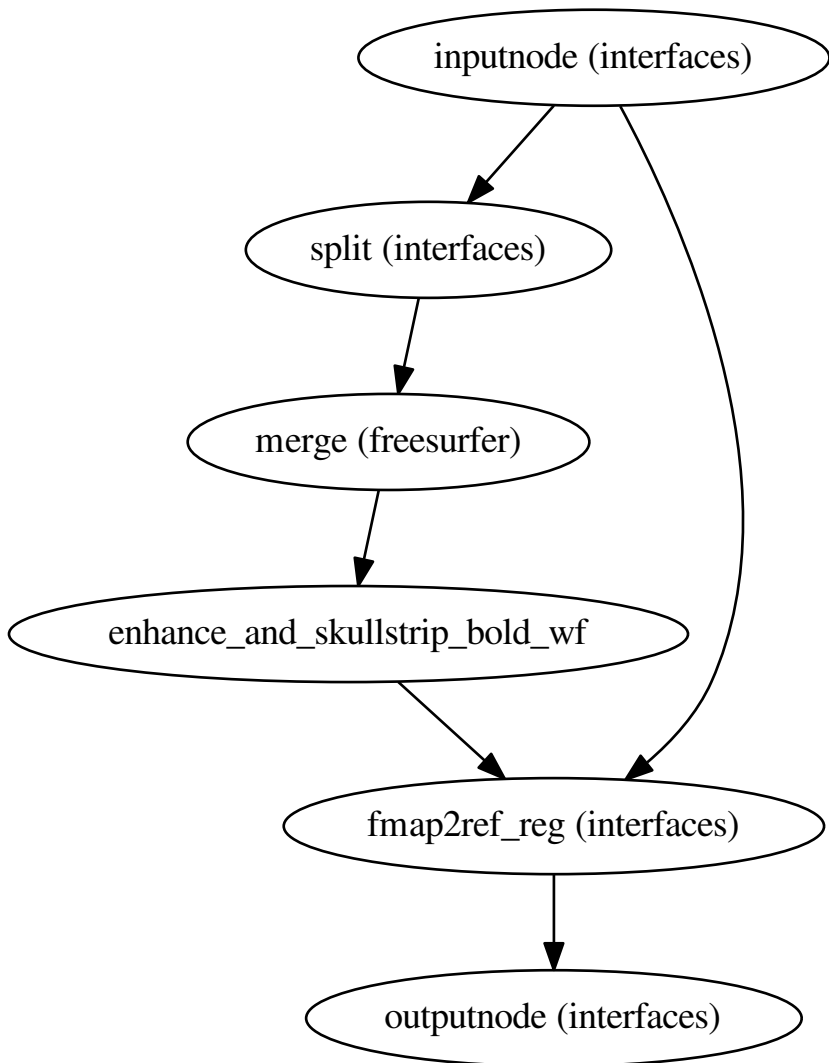 inputnode (interfaces)
split (interfaces)
merge (freesurfer)
enhance_and_skullstrip_bold_wf
fmap2ref_reg (interfaces)
outputnode (interfaces)